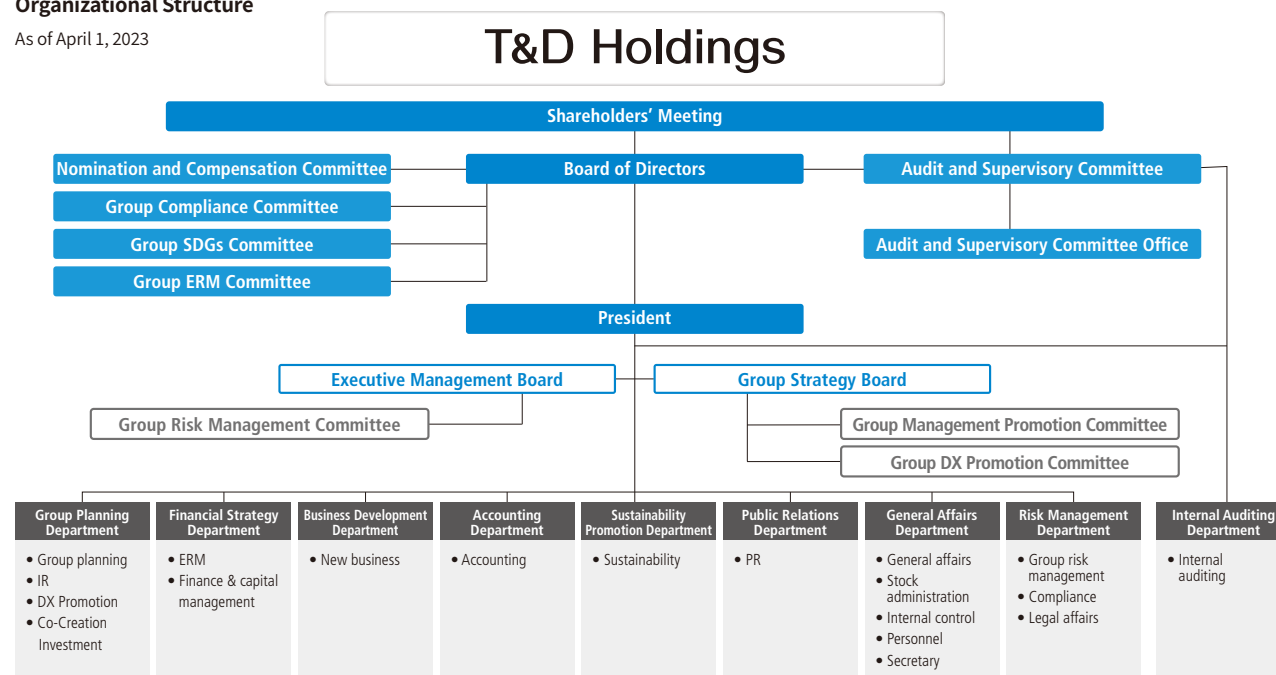 Organizational Structure
As of April 1, 2023
T&D Holdings
Shareholders' Meeting
Nomination and Compensation Committee
Board of Directors
Audit and Supervisory Committee
Group Compliance Committee
Group SDGs Committee
Audit and Supervisory Committee Office
Group ERM Committee
President
Executive Management Board
Group Strategy Board
Group Risk Management Committee
Group Management Promotion Committee
Group DX Promotion Committee
Group Planning
Department
• Group planning
• IR
• DX Promotion
• Co-Creation
Investment
Financial Strategy
Department
• ERM
• Finance & capital
management
Business Development
Department
• New business
Accounting
Department
• Accounting
Sustainability
Promotion Department
• Sustainability
Public Relations
Department
• PR
General Affairs
Department
• General affairs
• Stock
administration
• Internal control
• Personnel
• Secretary
Risk Management
Department
• Group risk
management
• Compliance
• Legal affairs
Internal Auditing
Department
• Internal
auditing